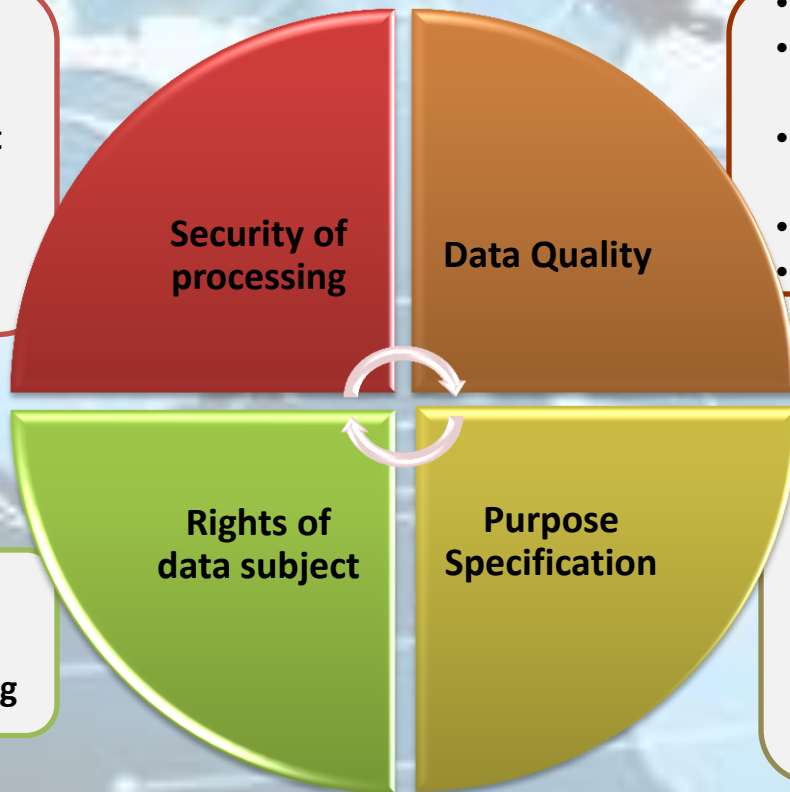 Security of
processing
Data Quality
Rights of
data subject
Purpose
Specification
g